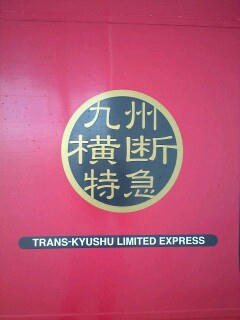 九州
横断
特急
TRANS-KYUSHU LIMITED EXPRESS